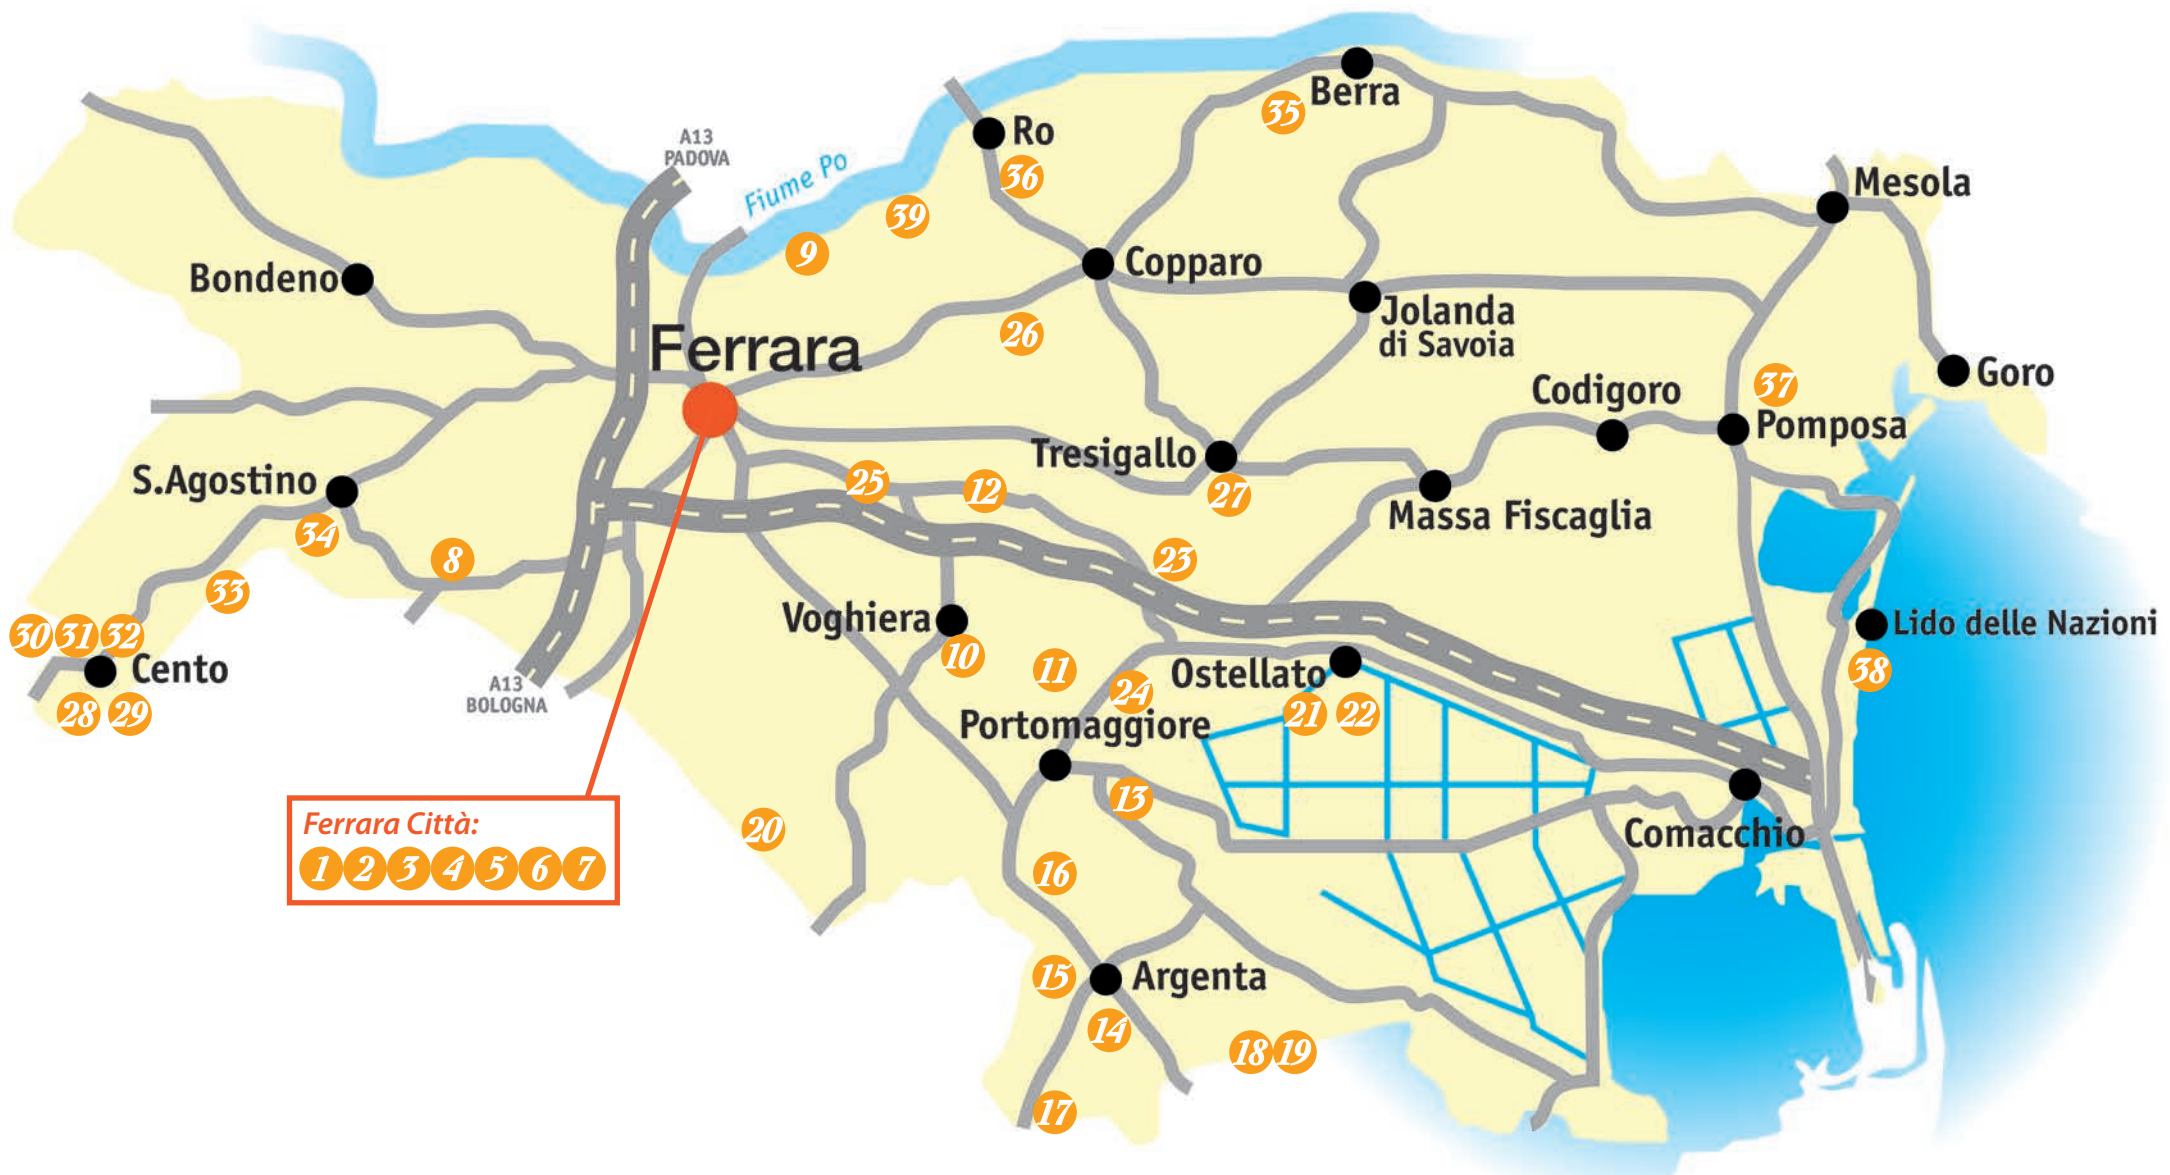 Berra
35
A13
PADOVA
Ro
36
Fiume Po
39
9
Mesola
Bondeno
Copparo
26
Jolanda
di Savoia
Ferrara
Goro
37
Codigoro
Pomposa
Tresigallo
27
S.Agostino
34
25
12
Massa Fiscaglia
8
23
33
30 31 32
Cento
28 29
A13
BOLOGNA
Voghiera
10
11
24
Ostellato
21 22
Lido delle Nazioni
38
Portomaggiore
13
Ferrara Città:
1 2 3 4 5 6 7
20
Comacchio
16
15
Argenta
14
18 19
17